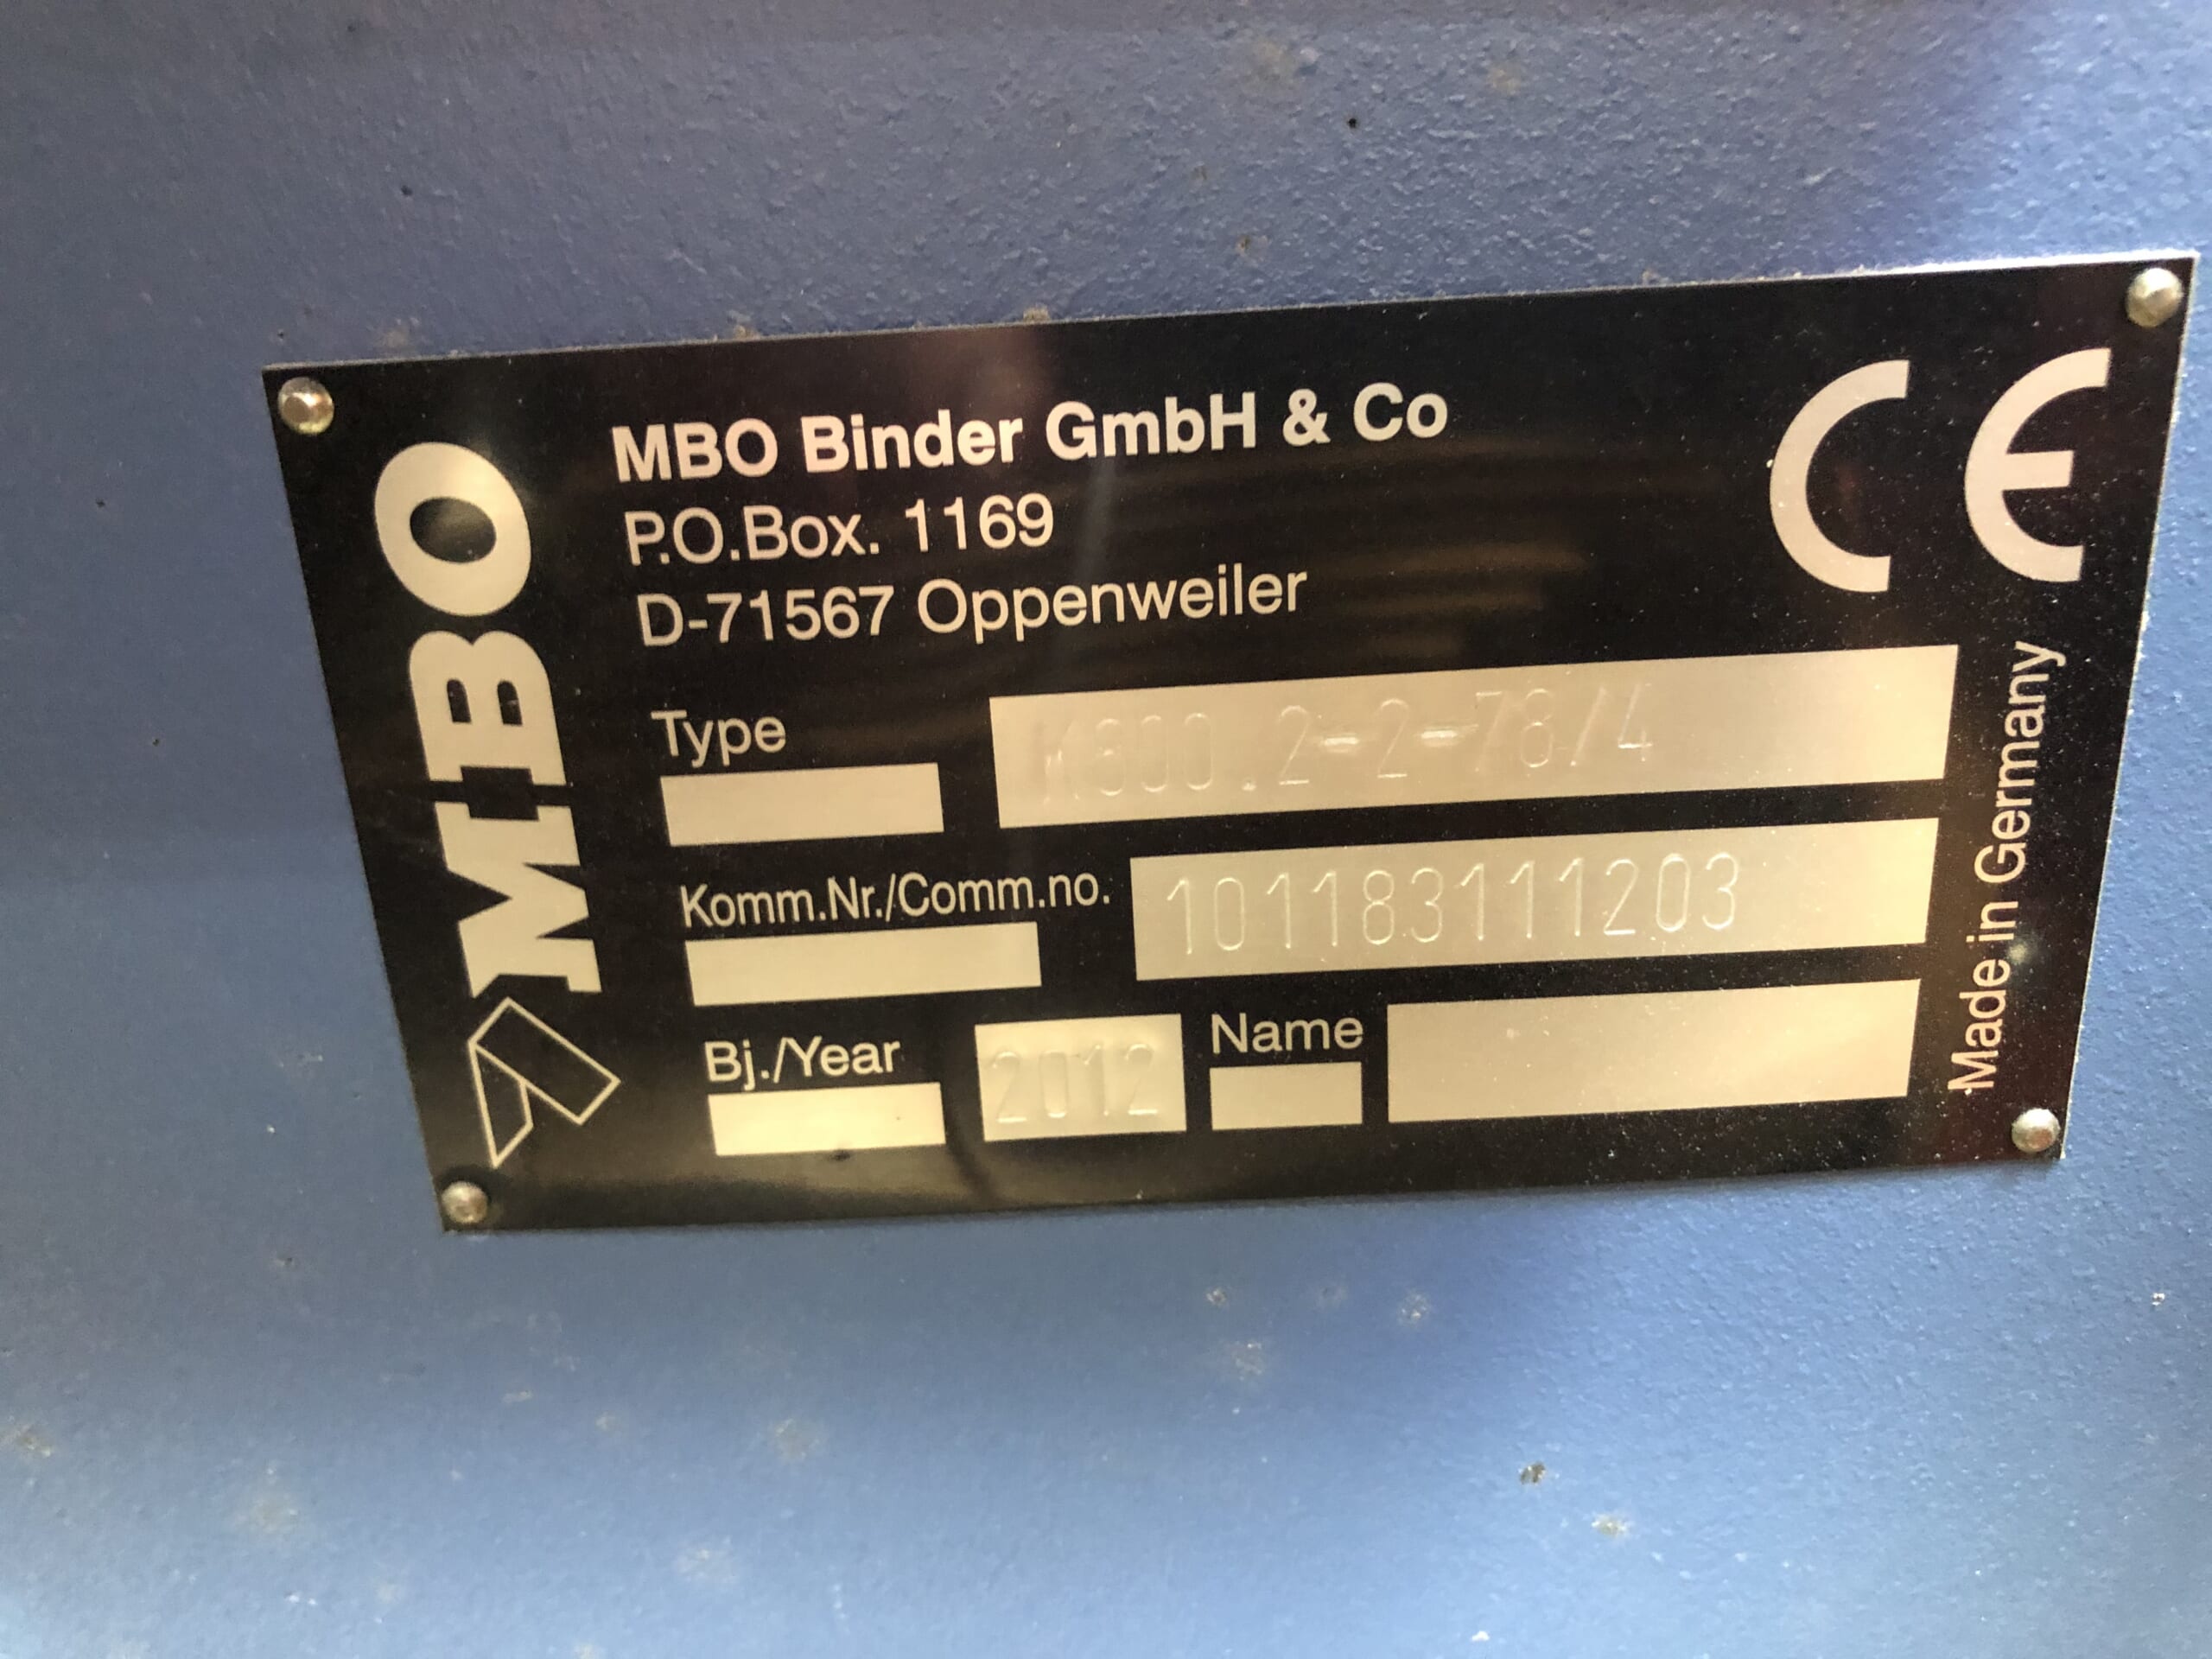 MBO
MBO Binder GmbH & Co
P.O.Box. 1169
D-71567 Oppenweiler
CE
Type M800.2-2-78/4
Komm.Nr./Comm.no. 101183111203
Bj./Year 2012 Name
Made in Germany